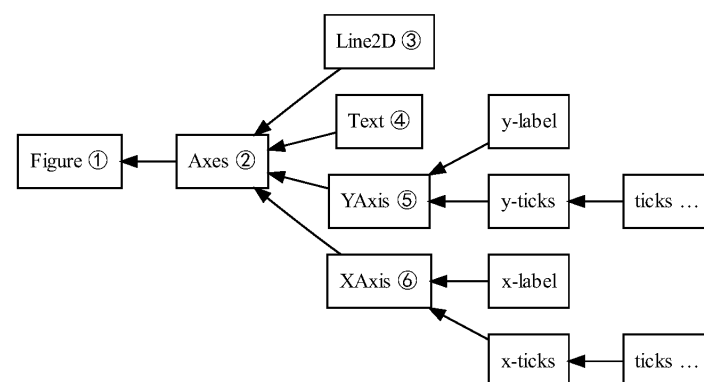 Line2D ③
Text ④
y-label
Figure ①
Axes ②
YAxis ⑤
y-ticks
ticks …
XAxis ⑥
x-label
x-ticks
ticks …